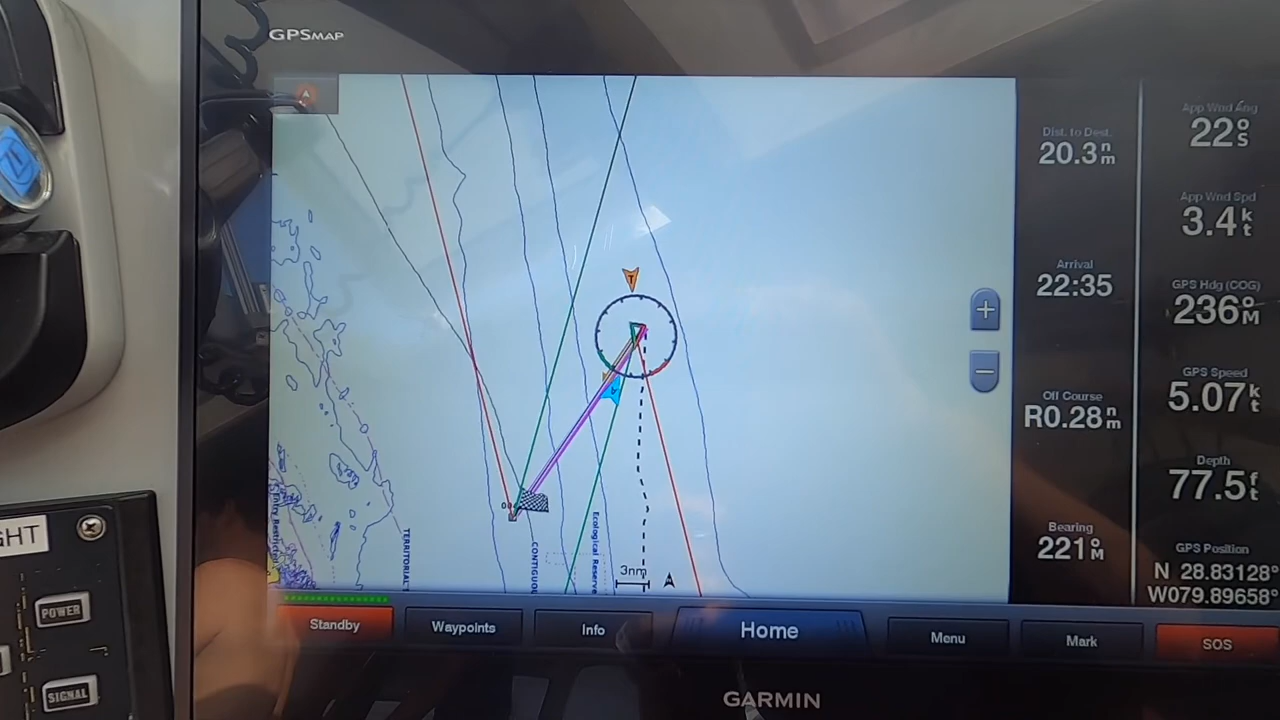 GPSMAP
App Wnd Ang
22°S
Dist. to Dest.
20.3nm
App Wnd Spd
3.4kt
Arrival
22:35
GPS Hdg (COG)
236°M
GPS Speed
5.07kt
Off Course
R0.28nm
Depth
77.5ft
Bearing
221°M
GPS Position
N 28.83128°
W079.89658°
T
TERRITORIAL
CONTIGUOU
Ecological Reserve
3nm
Standby
Waypoints
Info
Home
Menu
Mark
SOS
GARMIN
GHT
POWER
SIGNAL